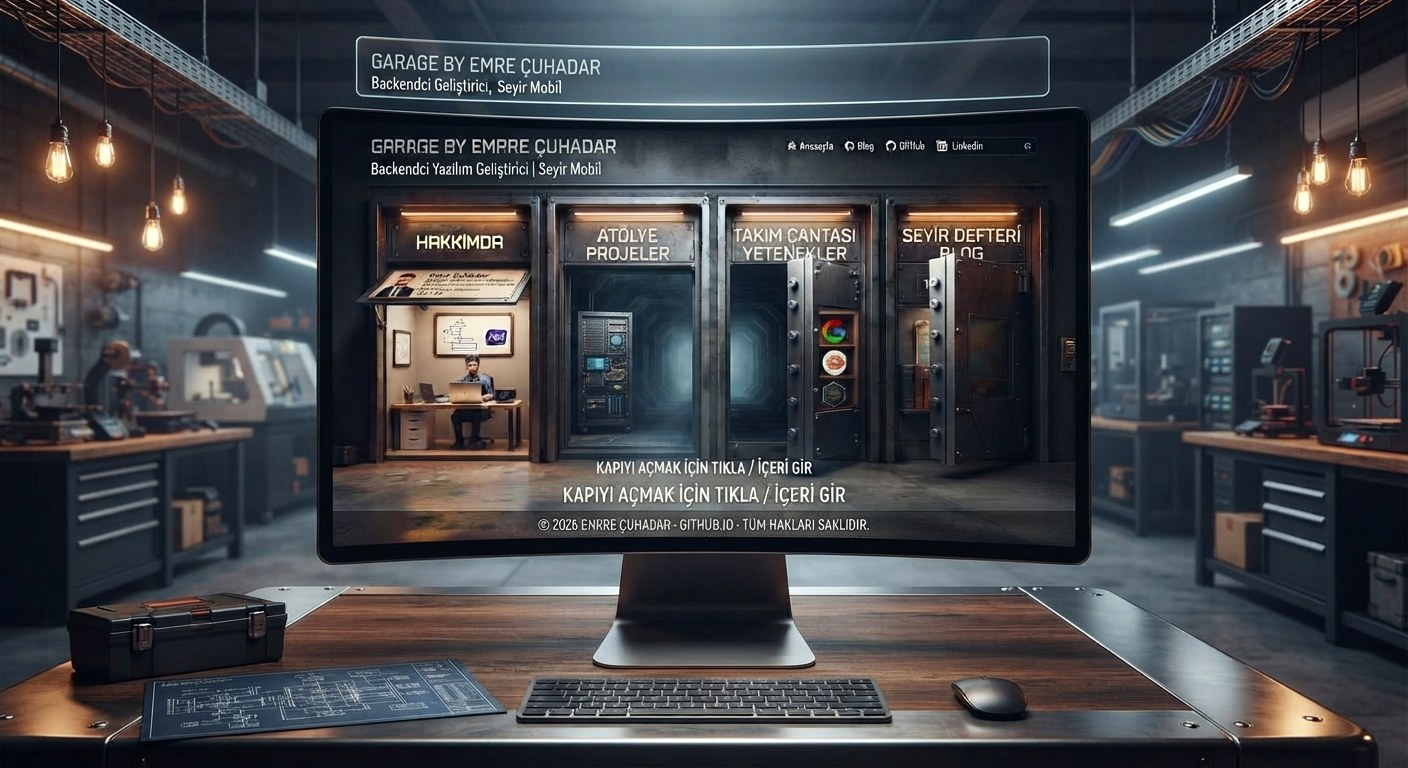 GARAGE BY EMRE ÇUHADAR
Backendci Geliştirici, Seyir Mobil
GARAGE BY EMPRE ÇUHADAR
Backendci Yazılım Geliştirici | Seyir Mobil
Anssegfa Blog GitHub Linkedin G
HAKKIMDA
ATÖLYE
PROJELER
TAKIM ÇANTASI
YETENEKLER
SEYİR DEFTERİ
BLOG
KAPIYI AÇMAK İÇİN TIKLA / İÇERİ GİR
KAPIYI AÇMAK İÇİN TIKLA / İÇERİ GİR
© 2026 ENRRE ÇUHADAR · GITHUB.IO · TÜM HAKLARI SAKLIDIR.